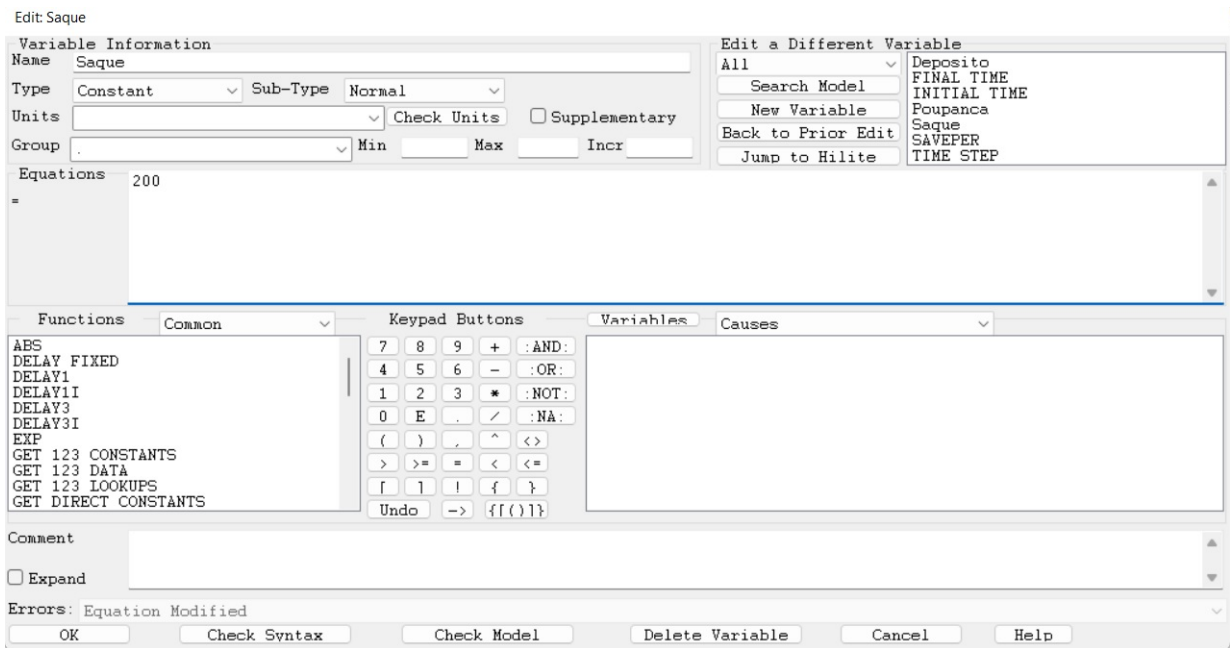 Edit: Saque
Variable Information
Edit a Different Variable
Name Saque
Type Constant Sub-Type Normal
Units Check Units Supplementary
Group . Min Max Incr
All
Search Model
New Variable
Back to Prior Edit
Jump to Hilite
Deposito
FINAL TIME
INITIAL TIME
Poupanca
Saque
SAVEPER
TIME STEP
Equations
=
200
Functions Common
Keypad Buttons
Variables Causes
ABS
DELAY FIXED
DELAY1
DELAY1I
DELAY3
DELAY3I
EXP
GET 123 CONSTANTS
GET 123 DATA
GET 123 LOOKUPS
GET DIRECT CONSTANTS
7 8 9 + :AND:
4 5 6 - :OR:
1 2 3 * :NOT:
0 E . / :NA:
( ) , ^ <>
> >= = < <=
[ ] ! { }
Undo -> {[()]}
Comment
Expand
Errors: Equation Modified
OK Check Syntax Check Model Delete Variable Cancel Help